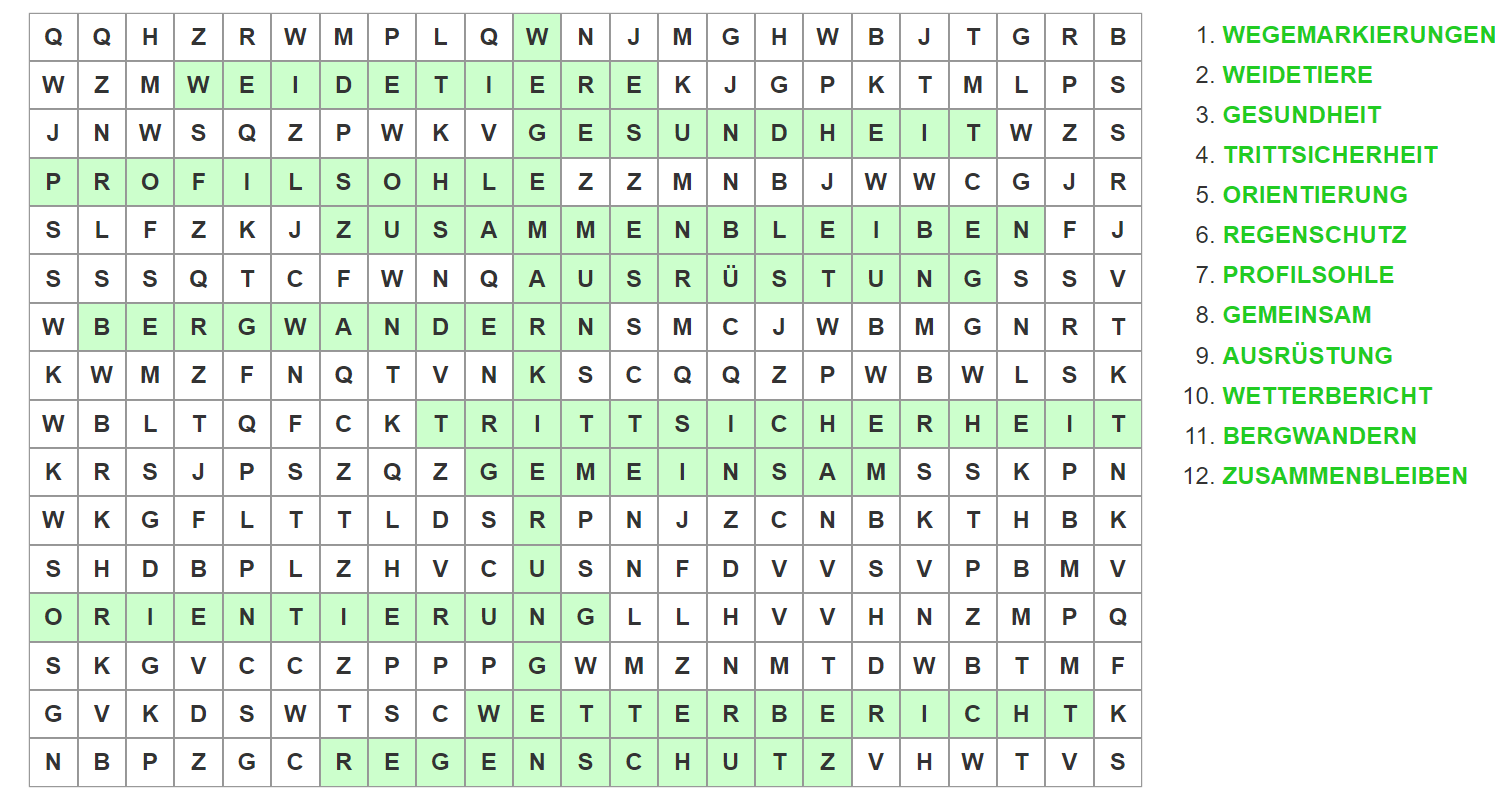 Q Q H Z R W M P L Q W N J M G H W B J T G R B
W Z M W E I D E T I E R E K J G P K T M L P S
J N W S Q Z P W K V G E S U N D H E I T W Z S
P R O F I L S O H L E Z Z M N B J W W C G J R
S L F Z K J Z U S A M M E N B L E I B E N F J
S S S Q T C F W N Q A U S R Ü S T U N G S S V
W B E R G W A N D E R N S M C J W B M G N R T
K W M Z F N Q T V N K S C Q Q Z P W B W L S K
W B L T Q F C K T R I T T S I C H E R H E I T
K R S J P S Z Q Z G E M E I N S A M S S K P N
W K G F L T T L D S R P N J Z C N B K T H B K
S H D B P L Z H V C U S N F D V V S V P B M V
O R I E N T I E R U N G L L H V V H N Z M P Q
S K G V C C Z P P P G W M Z N M T D W B T M F
G V K D S W T S C W E T T E R B E R I C H T K
N B P Z G C R E G E N S C H U T Z V H W T V S
1. WEGEMARKIERUNGEN
2. WEIDETIERE
3. GESUNDHEIT
4. TRITTSICHERHEIT
5. ORIENTIERUNG
6. REGENSCHUTZ
7. PROFILSOHLE
8. GEMEINSAM
9. AUSRÜSTUNG
10. WETTERBERICHT
11. BERGWANDERN
12. ZUSAMMENBLEIBEN